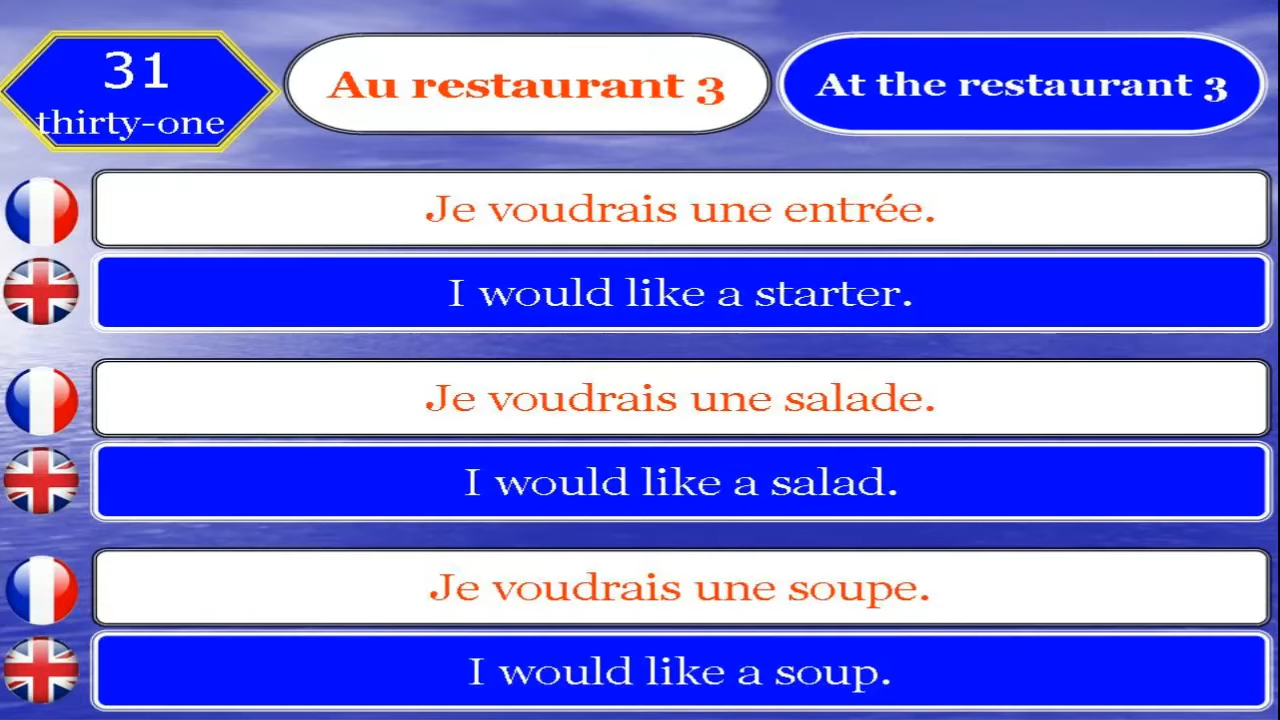 31
thirty-one
Au restaurant 3
At the restaurant 3
Je voudrais une entrée.
I would like a starter.
Je voudrais une salade.
I would like a salad.
Je voudrais une soupe.
I would like a soup.